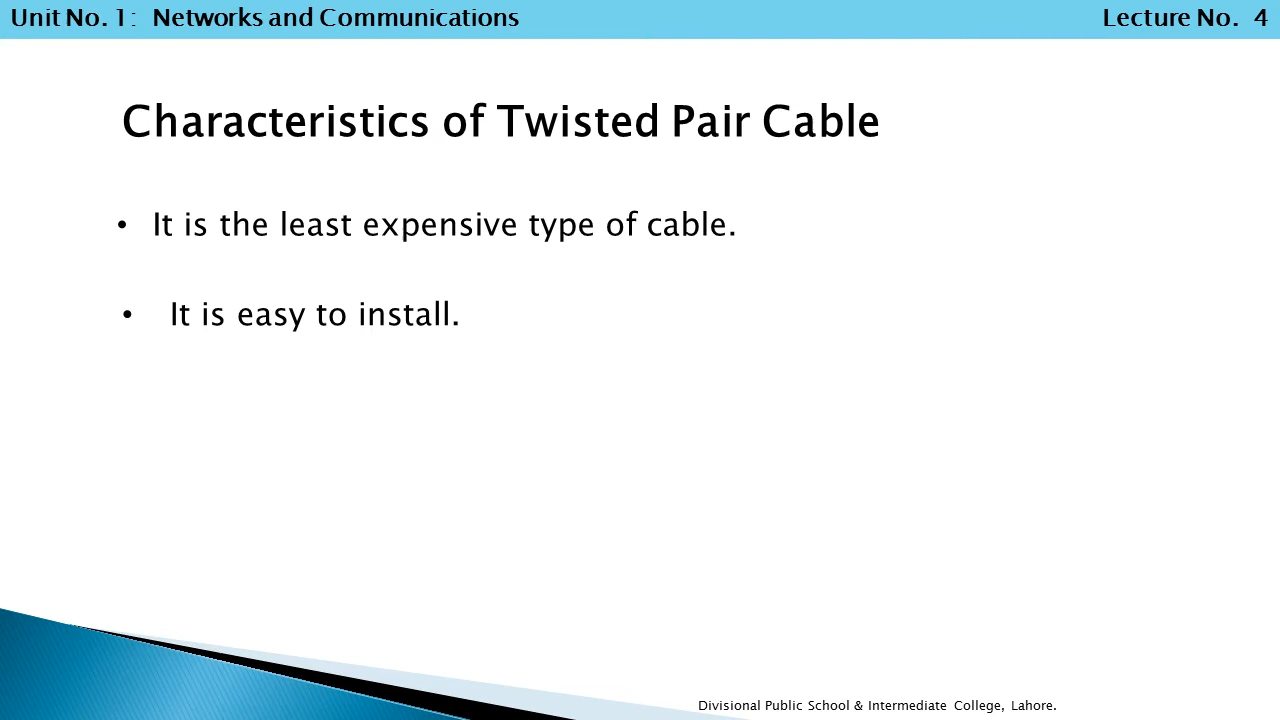 Unit No. 1: Networks and Communications Lecture No. 4
Characteristics of Twisted Pair Cable
• It is the least expensive type of cable.
• It is easy to install.
Divisional Public School & Intermediate College, Lahore.